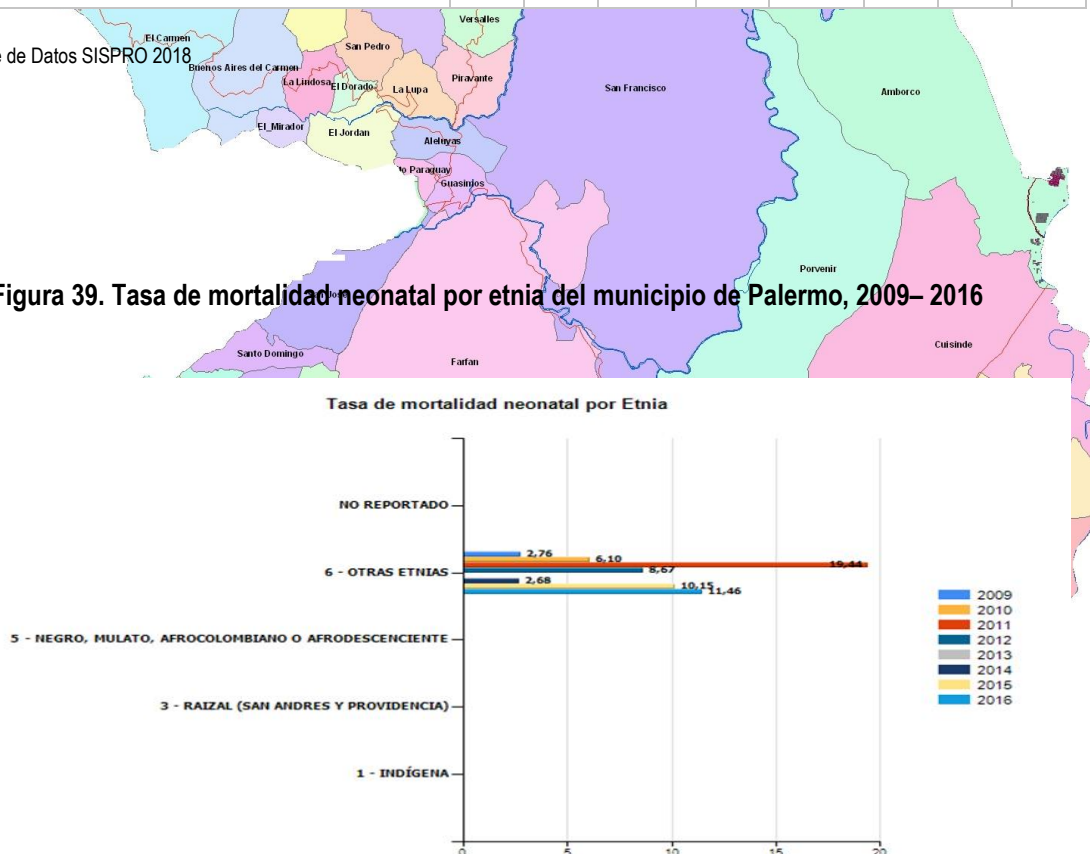 Versalles
El Carmen
San Pedro
e de Datos SISPRO 2018
Buenos Aires del Carmen
La Lindosa
El Dorado
La Lupa
Piravante
San Francisco
Amborco
El_Mirador
El Jordan
Aleluyas
to Paraguay
Guasimos
Porvenir
Figura 39. Tasa de mortalidad neonatal por etnia del municipio de Palermo, 2009– 2016
Santo Domingo
Farfan
Cuisinde
Tasa de mortalidad neonatal por Etnia
NO REPORTADO
2,76
6,10
19,44
6 - OTRAS ETNIAS
8,67
2,68
10,15
11,46
2009
2010
2011
2012
2013
2014
2015
2016
5 - NEGRO, MULATO, AFROCOLOMBIANO O AFRODESCENCIENTE
3 - RAIZAL (SAN ANDRES Y PROVIDENCIA)
1 - INDÍGENA
0 5 10 15 20